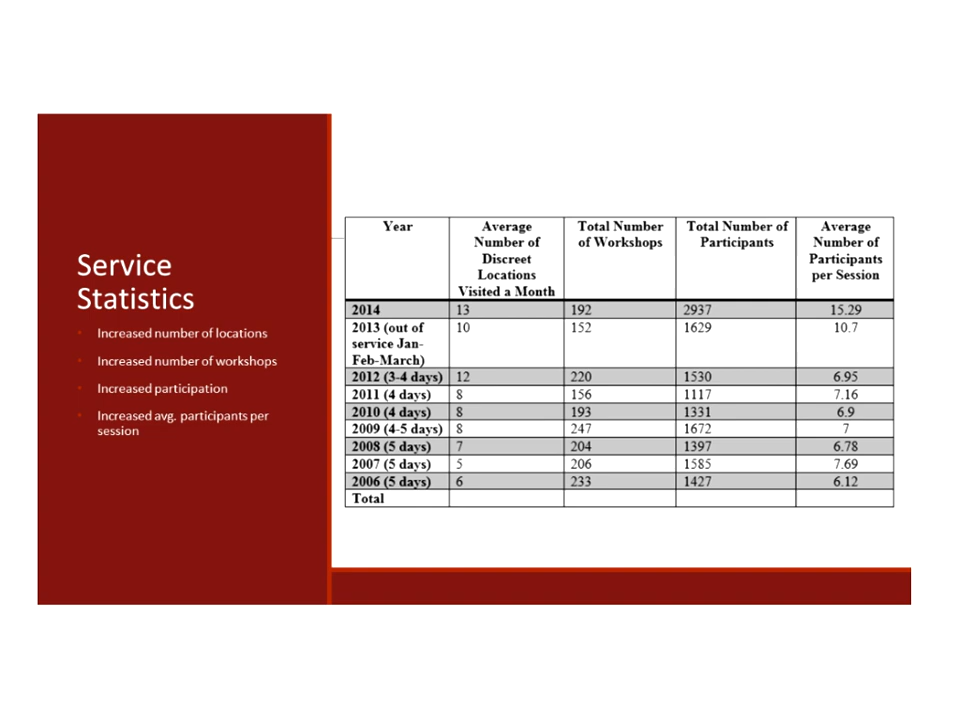 Service
Statistics
Increased number of locations
Increased number of workshops
Increased participation
Increased avg. participants per
session
Year
Average
Number of
Discreet
Locations
Visited a Month
Total Number
of Workshops
Total Number of
Participants
Average
Number of
Participants
per Session
2014 13 192 2937 15.29
2013 (out of
service Jan-
Feb-March) 10 152 1629 10.7
2012 (3-4 days) 12 220 1530 6.95
2011 (4 days) 8 156 1117 7.16
2010 (4 days) 8 193 1331 6.9
2009 (4-5 days) 8 247 1672 7
2008 (5 days) 7 204 1397 6.78
2007 (5 days) 5 206 1585 7.69
2006 (5 days) 6 233 1427 6.12
Total